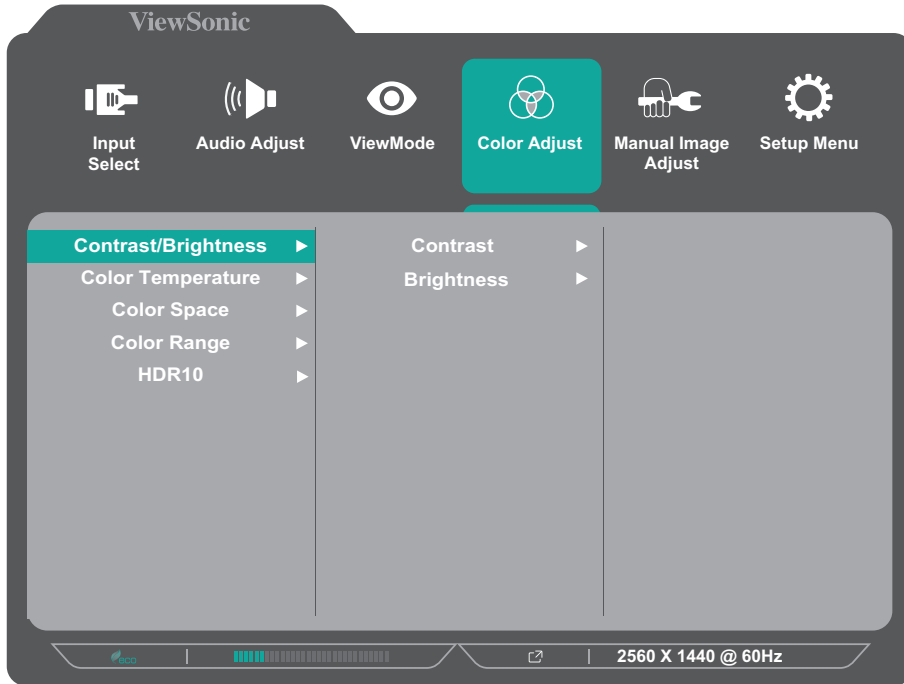 ViewSonic
Input
Select
Audio Adjust
ViewMode
Color Adjust
Manual Image
Adjust
Setup Menu
Contrast/Brightness
Contrast
Color Temperature
Brightness
Color Space
Color Range
HDR10
eco
2560 X 1440 @ 60Hz